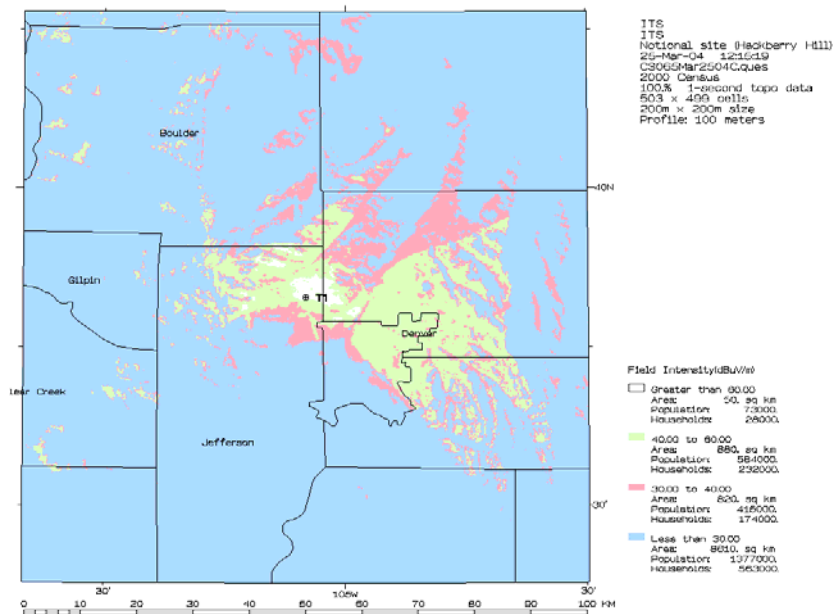 ITS
ITS
Notional site (Hackberry Hill)
25-Mar-04 12:15:19
C3065Mar2504C.ques
2000 Census
100.% 1-second topo data
503 x 499 cells
200m x 200m size
Profile: 100 meters
Boulder
40N
Gilpin
T1
Denver
lear Creek
Jefferson
30'
Field Intensity(dBuV/m)
Greater than 60.00
Area: 50. sq km
Population: 73000.
Households: 28000.
40.00 to 60.00
Area: 880. sq km
Population: 584000.
Households: 232000.
30.00 to 40.00
Area: 820. sq km
Population: 416000.
Households: 174000.
Less than 30.00
Area: 8610. sq km
Population: 1377000.
Households: 563000.
30' 105W 30'
0 10 20 30 40 50 60 70 80 90 100 KM